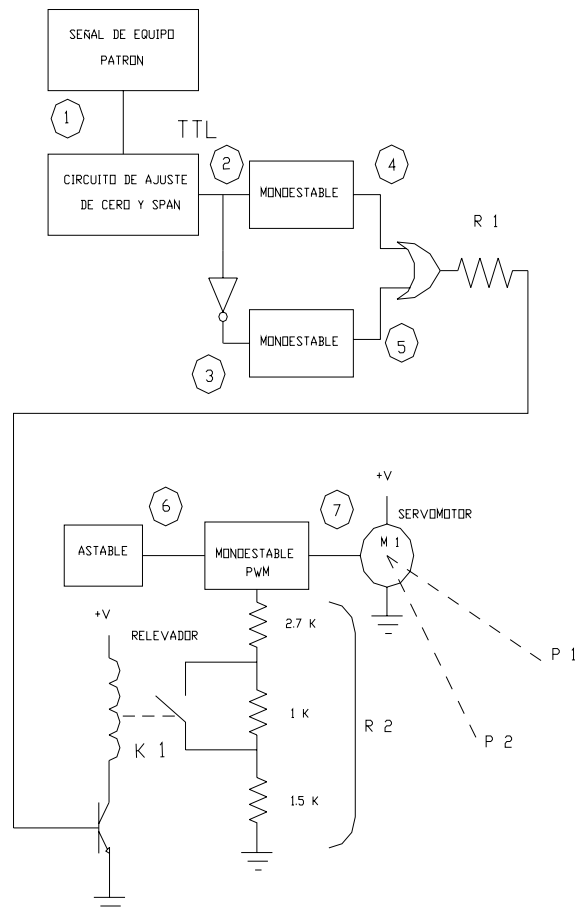 SEÑAL DE EQUIPO
PATRON
1
TTL
CIRCUITO DE AJUSTE
DE CERO Y SPAN
2
MONOESTABLE
4
R 1
3
MONOESTABLE
5
6
7
+V
SERVOMOTOR
ASTABLE
MONOESTABLE
PWM
M 1
+V
RELEVADOR
2.7 K
P 1
K 1
1 K
R 2
P 2
1.5 K